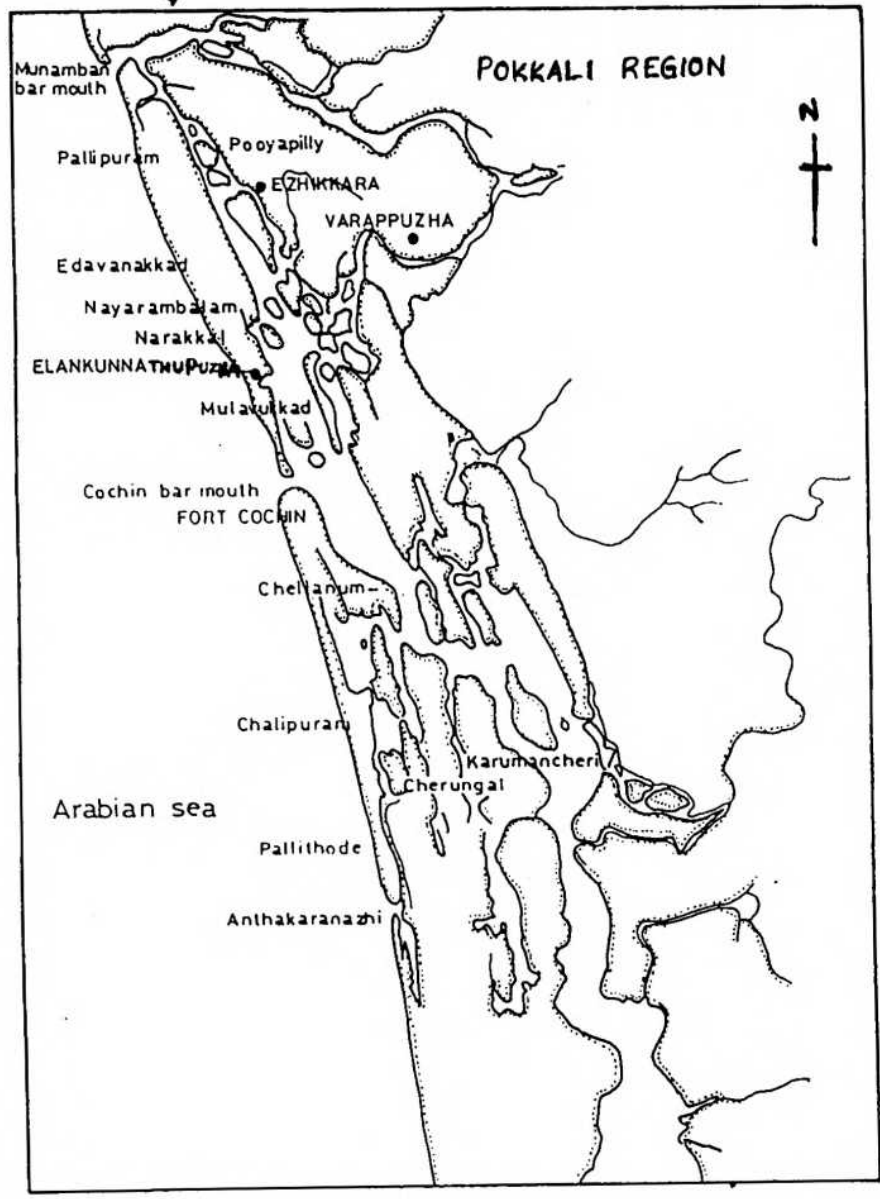 POKKALI REGION
N
Munamban
bar mouth
Pallipuram
Pooyapilly
EZHIKKARA
VARAPPUZHA
Edavanakkad
Nayarambalam
Narakkal
ELANKUNNATHUPUZHA
Mulavukkad
Cochin bar mouth
FORT COCHIN
Chellanum
Chalipuram
Karumancheri
Cherungal
Arabian sea
Pallithode
Anthakaranazhi